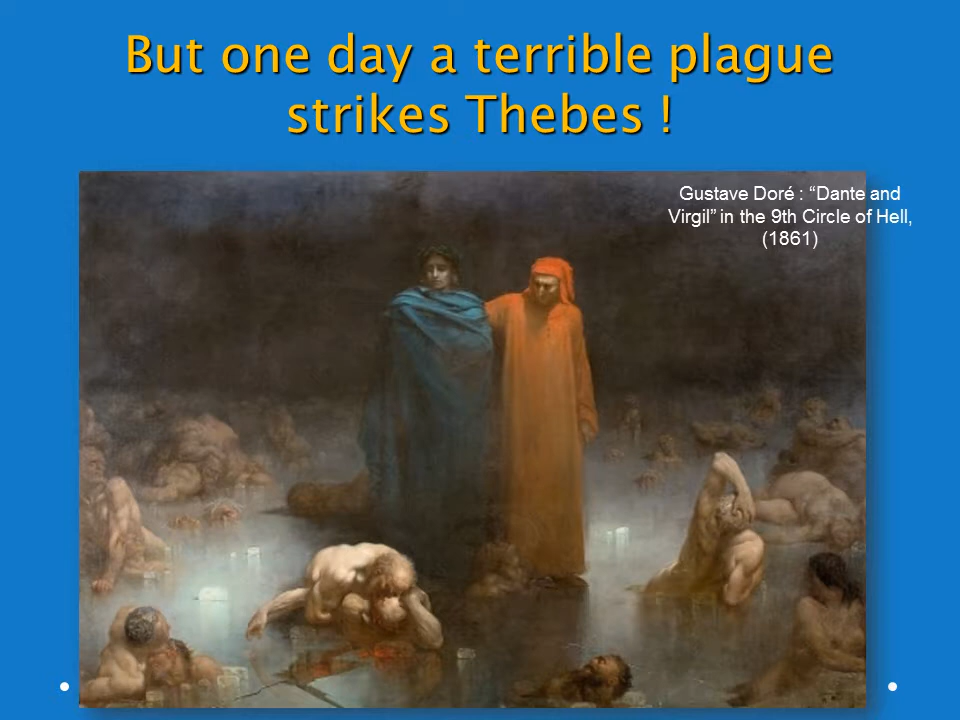 But one day a terrible plague
strikes Thebes !
Gustave Doré : “Dante and
Virgil” in the 9th Circle of Hell,
(1861)